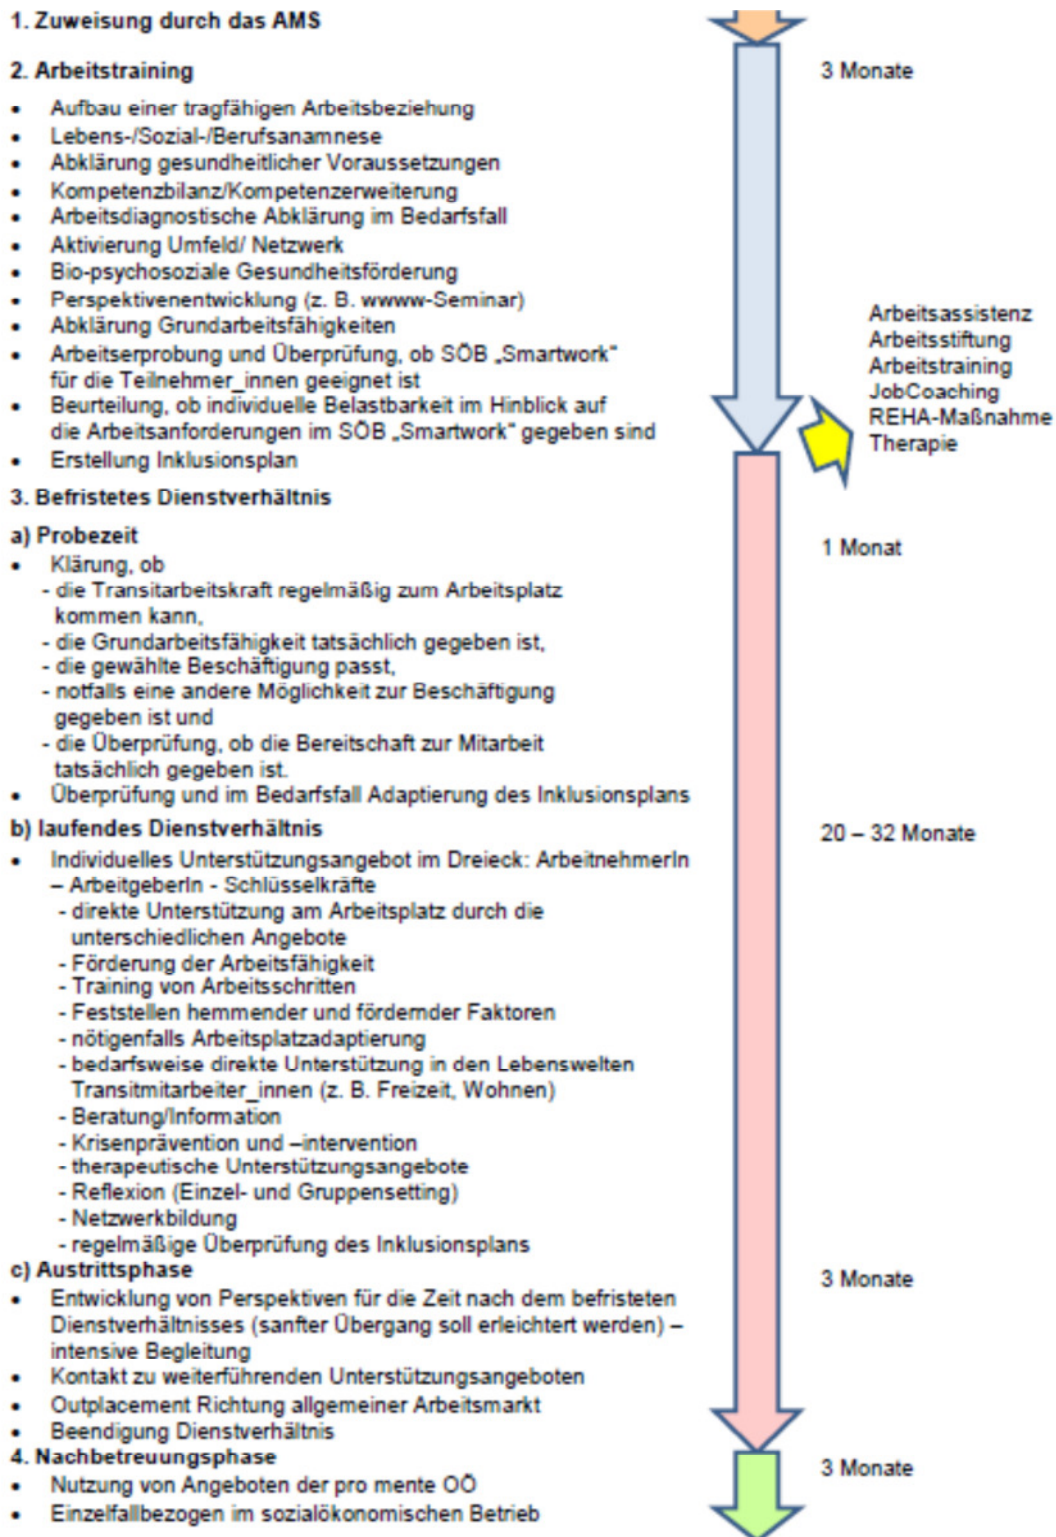 1. Zuweisung durch das AMS
2. Arbeitstraining
3 Monate
• Aufbau einer tragfähigen Arbeitsbeziehung
• Lebens-/Sozial-/Berufsanamnese
• Abklärung gesundheitlicher Voraussetzungen
• Kompetenzbilanz/Kompetenzerweiterung
• Arbeitsdiagnostische Abklärung im Bedarfsfall
• Aktivierung Umfeld/ Netzwerk
• Bio-psychosoziale Gesundheitsförderung
• Perspektivenentwicklung (z. B. wwww-Seminar)
• Abklärung Grundarbeitsfähigkeiten
• Arbeitserprobung und Überprüfung, ob SÖB „Smartwork“
für die Teilnehmer_innen geeignet ist
• Beurteilung, ob individuelle Belastbarkeit im Hinblick auf
die Arbeitsanforderungen im SÖB „Smartwork“ gegeben sind
• Erstellung Inklusionsplan
Arbeitsassistenz
Arbeitsstiftung
Arbeitstraining
JobCoaching
REHA-Maßnahme
Therapie
3. Befristetes Dienstverhältnis
a) Probezeit
1 Monat
• Klärung, ob
- die Transitarbeitskraft regelmäßig zum Arbeitsplatz
kommen kann,
- die Grundarbeitsfähigkeit tatsächlich gegeben ist,
- die gewählte Beschäftigung passt,
- notfalls eine andere Möglichkeit zur Beschäftigung
gegeben ist und
- die Überprüfung, ob die Bereitschaft zur Mitarbeit
tatsächlich gegeben ist.
• Überprüfung und im Bedarfsfall Adaptierung des Inklusionsplans
b) laufendes Dienstverhältnis
20 – 32 Monate
• Individuelles Unterstützungsangebot im Dreieck: ArbeitnehmerIn
– ArbeitgeberIn - Schlüsselkräfte
- direkte Unterstützung am Arbeitsplatz durch die
unterschiedlichen Angebote
- Förderung der Arbeitsfähigkeit
- Training von Arbeitsschritten
- Feststellen hemmender und fördernder Faktoren
- nötigenfalls Arbeitsplatzadaptierung
- bedarfsweise direkte Unterstützung in den Lebenswelten
Transitmitarbeiter_innen (z. B. Freizeit, Wohnen)
- Beratung/Information
- Krisenprävention und –intervention
- therapeutische Unterstützungsangebote
- Reflexion (Einzel- und Gruppensetting)
- Netzwerkbildung
- regelmäßige Überprüfung des Inklusionsplans
c) Austrittsphase
3 Monate
• Entwicklung von Perspektiven für die Zeit nach dem befristeten
Dienstverhältnisses (sanfter Übergang soll erleichtert werden) –
intensive Begleitung
• Kontakt zu weiterführenden Unterstützungsangeboten
• Outplacement Richtung allgemeiner Arbeitsmarkt
• Beendigung Dienstverhältnis
4. Nachbetreuungsphase
3 Monate
• Nutzung von Angeboten der pro mente OÖ
• Einzelfallbezogen im sozialökonomischen Betrieb